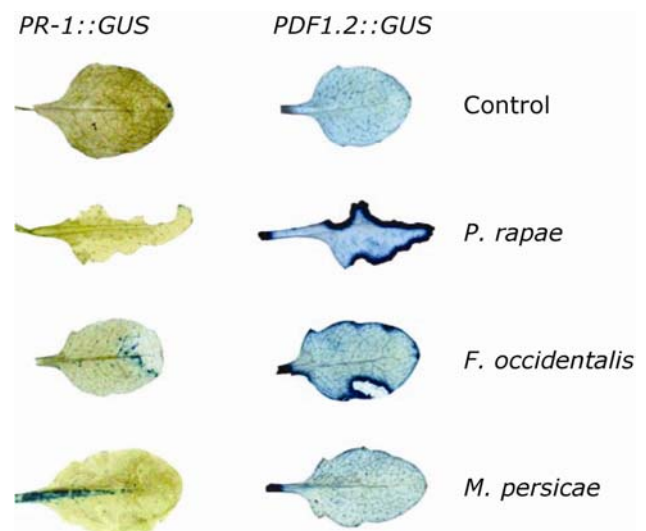 PR-1::GUS PDF1.2::GUS
Control
P. rapae
F. occidentalis
M. persicae